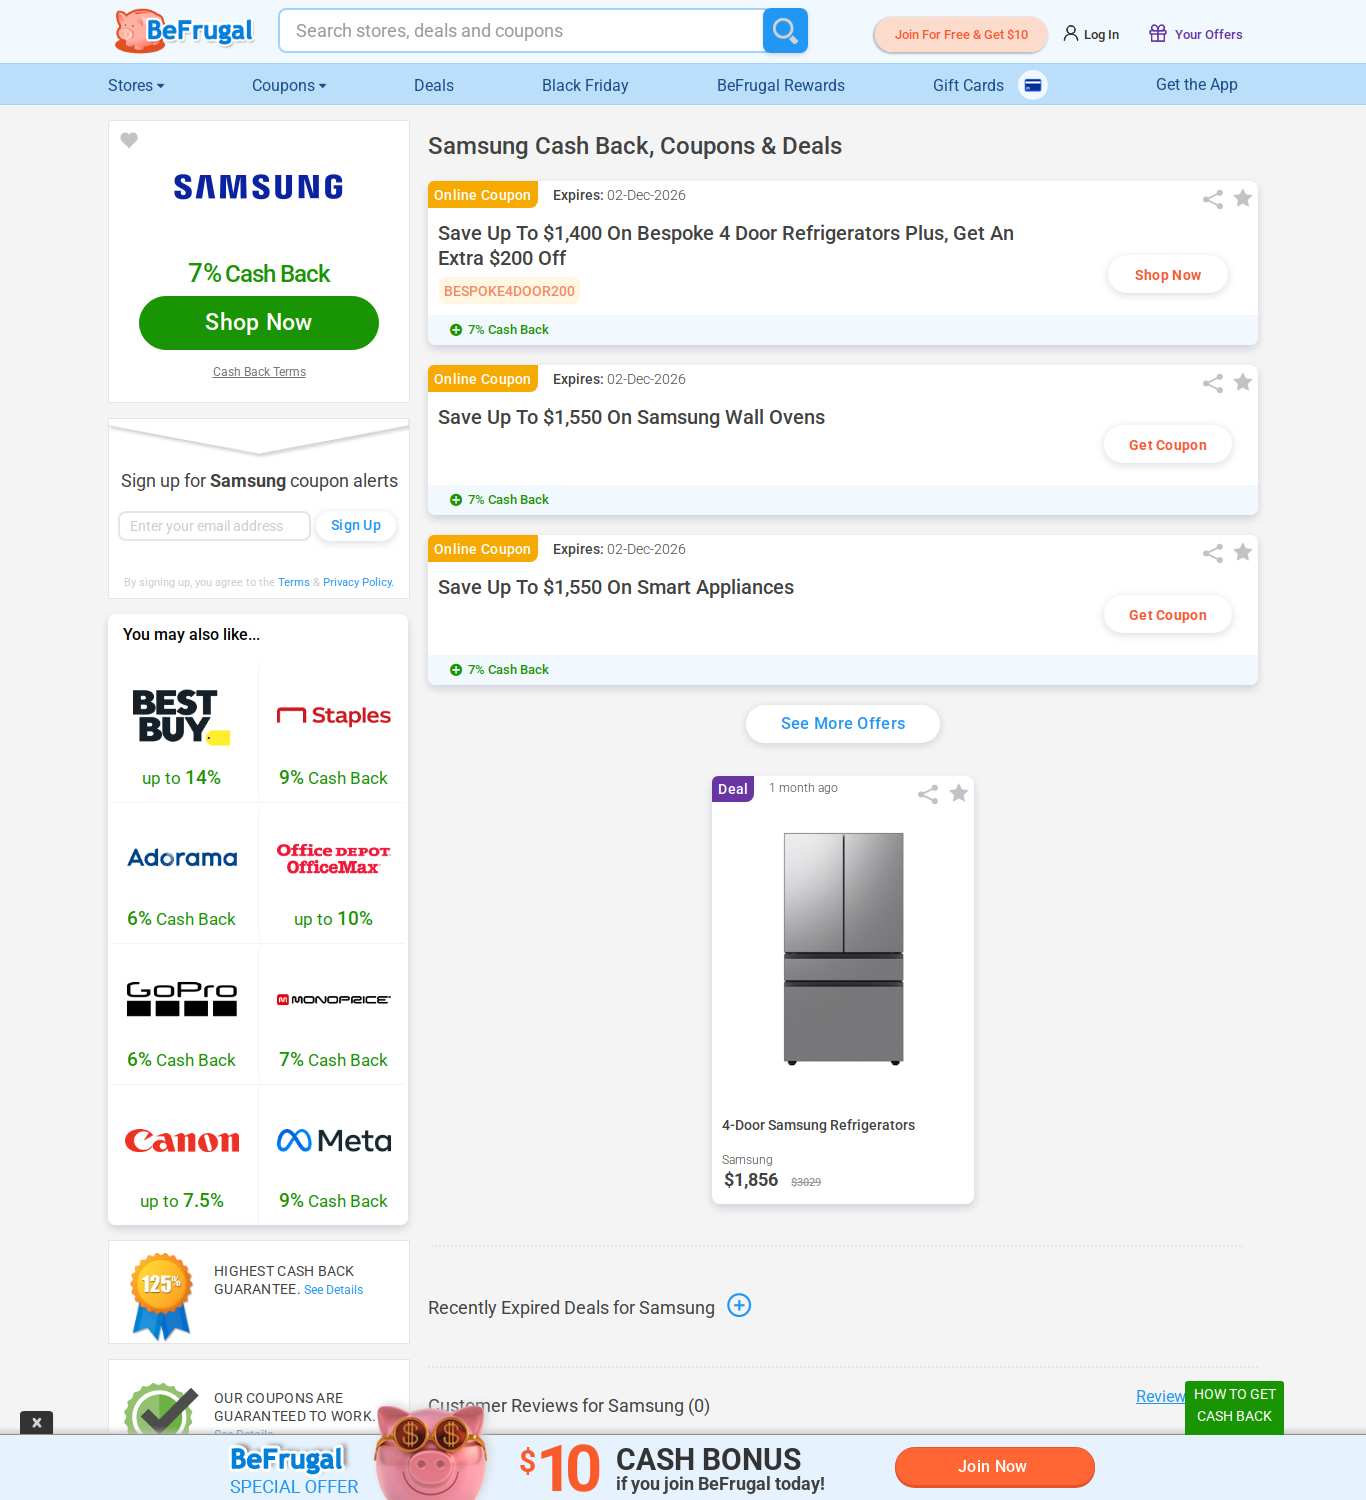 BeFrugal
Search stores, deals and coupons
Join For Free & Get $10
Log In
Your Offers
Stores
Coupons
Deals
Black Friday
BeFrugal Rewards
Gift Cards
Get the App
SAMSUNG
7% Cash Back
Shop Now
Cash Back Terms
Sign up for Samsung coupon alerts
Enter your email address
Sign Up
By signing up, you agree to the Terms & Privacy Policy.
You may also like...
BEST
BUY
up to 14%
Staples
9% Cash Back
Adorama
6% Cash Back
Office DEPOT
OfficeMax
up to 10%
GoPro
6% Cash Back
MONOPRICE
7% Cash Back
Canon
up to 7.5%
Meta
9% Cash Back
125%
HIGHEST CASH BACK
GUARANTEE. See Details
OUR COUPONS ARE
GUARANTEED TO WORK.
See Details
Samsung Cash Back, Coupons & Deals
Online Coupon
Expires: 02-Dec-2026
Save Up To $1,400 On Bespoke 4 Door Refrigerators Plus, Get An
Extra $200 Off
BESPOKE4DOOR200
Shop Now
7% Cash Back
Online Coupon
Expires: 02-Dec-2026
Save Up To $1,550 On Samsung Wall Ovens
Get Coupon
7% Cash Back
Online Coupon
Expires: 02-Dec-2026
Save Up To $1,550 On Smart Appliances
Get Coupon
7% Cash Back
See More Offers
Deal
1 month ago
4-Door Samsung Refrigerators
Samsung
$1,856 $3029
Recently Expired Deals for Samsung
Customer Reviews for Samsung (0)
Review
HOW TO GET
CASH BACK
x
BeFrugal
SPECIAL OFFER
$10
CASH BONUS
if you join BeFrugal today!
Join Now